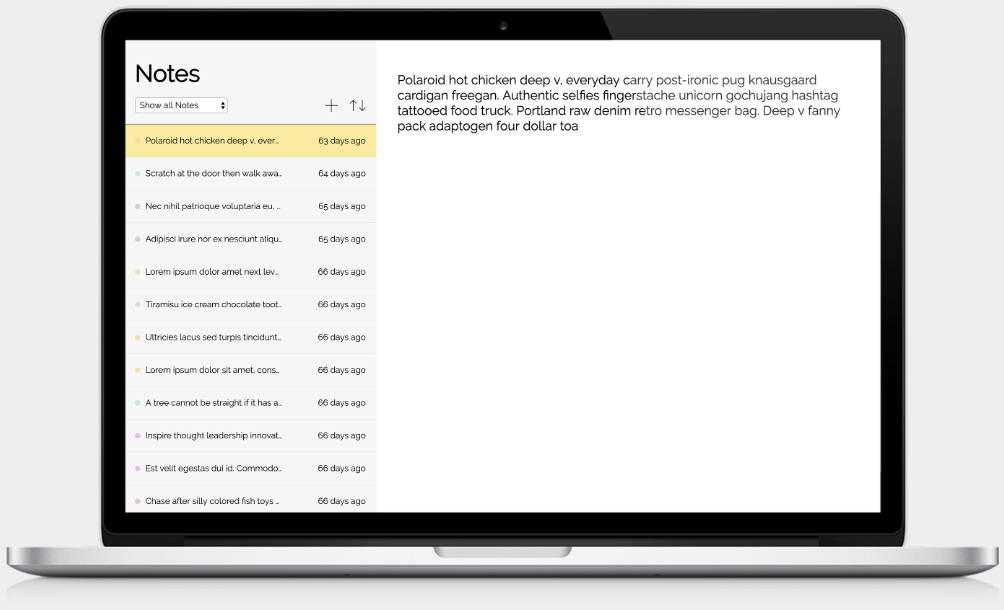 Notes
Show all Notes
Polaroid hot chicken deep v, ever... 63 days ago
Scratch at the door then walk awa... 64 days ago
Nec nihil patrioque voluptaria eu, ... 65 days ago
Adipisci irure nor ex nesciunt aliqu... 65 days ago
Lorem ipsum dolor amet next lev... 66 days ago
Tiramisu ice cream chocolate toot... 66 days ago
Ultricies lacus sed turpis tincidunt... 66 days ago
Lorem ipsum dolor sit amet, cons... 66 days ago
A tree cannot be straight if it has a... 66 days ago
Inspire thought leadership innovat... 66 days ago
Est velit egestas dui id. Commodo... 66 days ago
Chase after silly colored fish toys ... 66 days ago
Polaroid hot chicken deep v, everyday carry post-ironic pug knausgaard
cardigan freegan. Authentic selfies fingerstache unicorn gochujang hashtag
tattooed food truck. Portland raw denim retro messenger bag. Deep v fanny
pack adaptogen four dollar toa